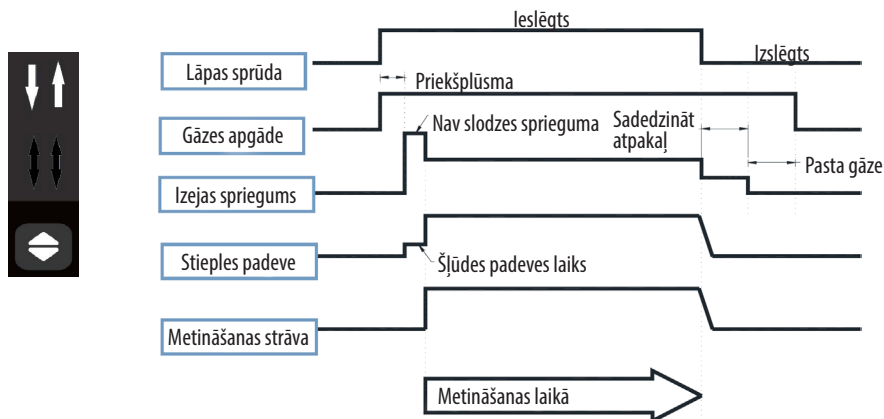 Ieslēgts
Izslēgts
Lāpas sprūda
Priekšplūsma
Gāzes apgāde
Nav slodzes sprieguma
Sadedzināt
atpakaļ
Pasta gāze
Izejas spriegums
Stieples padeve
Šļūdes padeves laiks
Metināšanas strāva
Metināšanas laikā